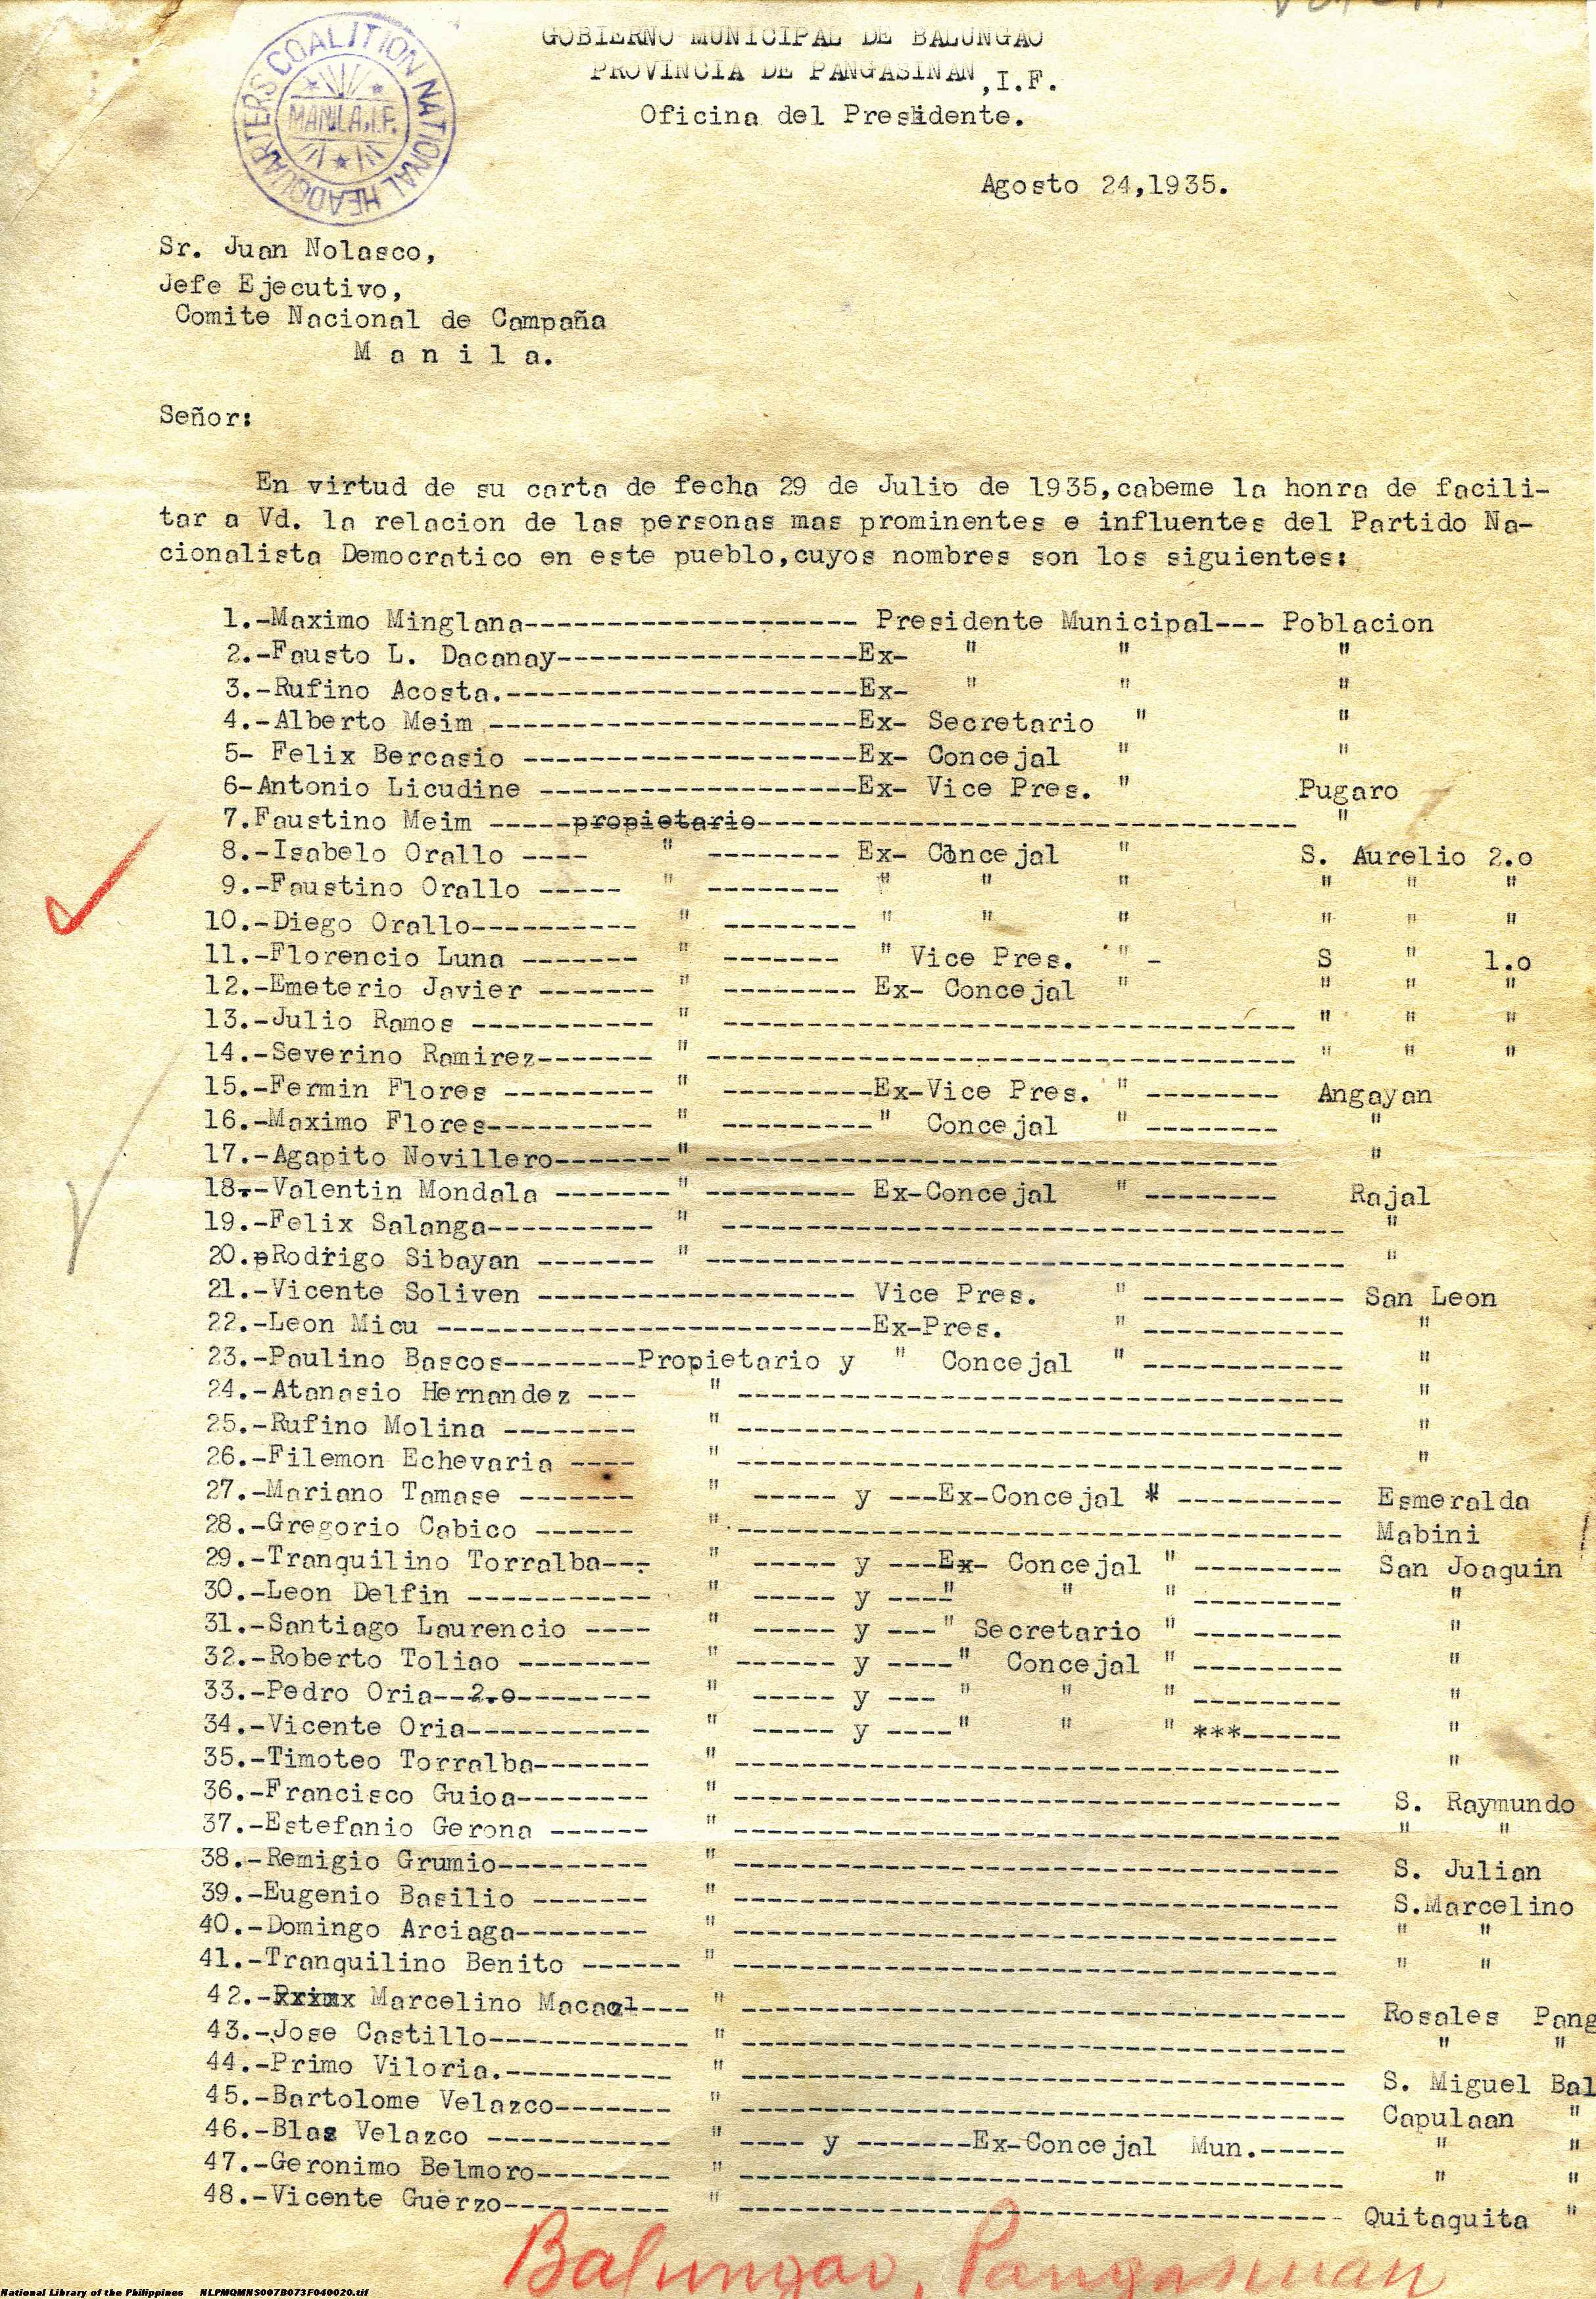 COALITION NATIONAL HEADQUARTERS
MANILA, I.F.
GOBIERNO MUNICIPAL DE BALUNGAO
PROVINCIA DE PANGASINAN ,I.F.
Oficina del Presidente.
Agosto 24,1935.
Sr. Juan Nolasco,
Jefe Ejecutivo,
Comite Nacional de Campaña
M a n i l a.
Señor:
En virtud de su carta de fecha 29 de Julio de 1935,cabeme la honra de facili-
tar a Vd. la relacion de las personas mas prominentes e influentes del Partido Na-
cionalista Democratico en este pueblo,cuyos nombres son los siguientes:
1.-Maximo Minglana-------------------- Presidente Municipal--- Poblacion
2.-Fausto L. Dacanay------------------Ex- " " "
3.-Rufino Acosta.---------------------Ex- " " "
4.-Alberto Meim ----------------------Ex- Secretario " "
5- Felix Bercasio --------------------Ex- Concejal " "
6-Antonio Licudine -------------------Ex- Vice Pres. " Pugaro
7.Faustino Meim -----propietario-------------------------------- "
8.-Isabelo Orallo ---- " -------- Ex- Concejal " S. Aurelio 2.o
9.-Faustino Orallo ----- " -------- " " " " " "
10.-Diego Orallo---------- " -------- " " " " " "
11.-Florencio Luna ------- " ------- " Vice Pres. " - S " 1.o
12.-Emeterio Javier ------- " -------- Ex- Concejal " " " "
13.-Julio Ramos ----------- " ---------------------------------- " " "
14.-Severino Ramirez------- " ----------------------------------- " " "
15.-Fermin Flores --------- " ---------Ex-Vice Pres. " -------- Angayan
16.-Maximo Flores---------- " ---------" Concejal " -------- "
17.-Agapito Novillero-------" ---------------------------------- "
18.-Valentin Mondala -------" --------- Ex-Concejal " -------- Rajal
19.-Felix Salanga---------- " ------------------------------------- "
20.pRodrigo Sibayan ------- " -------------------------------------- "
21.-Vicente Soliven ------------------- Vice Pres. " ------------ San Leon
22.-Leon Micu --------------------------Ex-Pres. " ------------ "
23.-Paulino Bascos--------Propietario y " Concejal " ------------ "
24.-Atanasio Hernandez --- " ------------------------------------ "
25.-Rufino Molina -------- " ------------------------------------ "
26.-Filemon Echevaria ---- " ------------------------------------ "
27.-Mariano Tamase ------- " ----- y ---Ex-Concejal " ---------- Esmeralda
28.-Gregorio Cabico ------ " ------------------------------------ Mabini
29.-Tranquilino Torralba--- " ----- y ---Ex- Concejal " --------- San Joaquin
30.-Leon Delfin ----------- " ----- y ----" " " --------- "
31.-Santiago Laurencio ---- " ----- y ---" Secretario " --------- "
32.-Roberto Toliao -------- " ------ y ----" Concejal " --------- "
33.-Pedro Oria--2.o-------- " ----- y --- " " " --------- "
34.-Vicente Oria----------- " ----- y ----" " " ***------ "
35.-Timoteo Torralba------- " ------------------------------------ "
36.-Francisco Guioa-------- " ------------------------------------ S. Raymundo
37.-Estefanio Gerona ------ " ------------------------------------ " "
38.-Remigio Grumio--------- " ------------------------------------ S. Julian
39.-Eugenio Basilio ------- " ------------------------------------ S.Marcelino
40.-Domingo Arciaga-------- " ------------------------------------ " "
41.-Tranquilino Benito ------ " ------------------------------------ " "
42.- Marcelino Macaol--- " ------------------------------------ Rosales Pang
43.-Jose Castillo------------ " ------------------------------------ " "
44.-Primo Viloria.---------- " ------------------------------------ S. Miguel Bal
45.-Bartolome Velazco------- " ------------------------------------ Capulaan "
46.-Blas Velazco ----------- " ---- y -------Ex-Concejal Mun.----- " "
47.-Geronimo Belmoro-------- " ------------------------------------ " "
48.-Vicente Guerzo---------- " ------------------------------------ Quitaquita "
Balungao, Pangasinan
National Library of the Philippines NLPMQMNS007B073F040020.tif